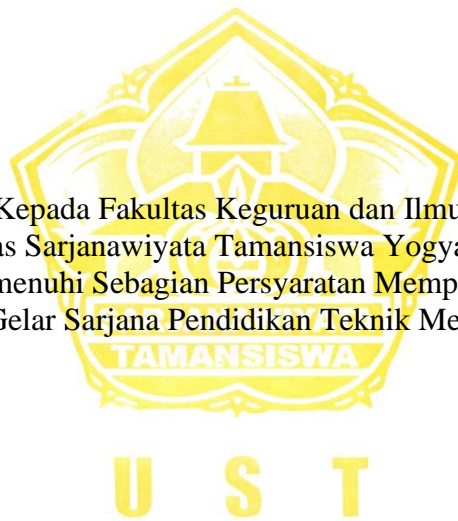 Kepada Fakultas Keguruan dan Ilmu
as Sarjanawiyata Tamansiswa Yogya
menuhi Sebagian Persyaratan Memp
Gelar Sarjana Pendidikan Teknik Me
TAMANSISWA
U S T